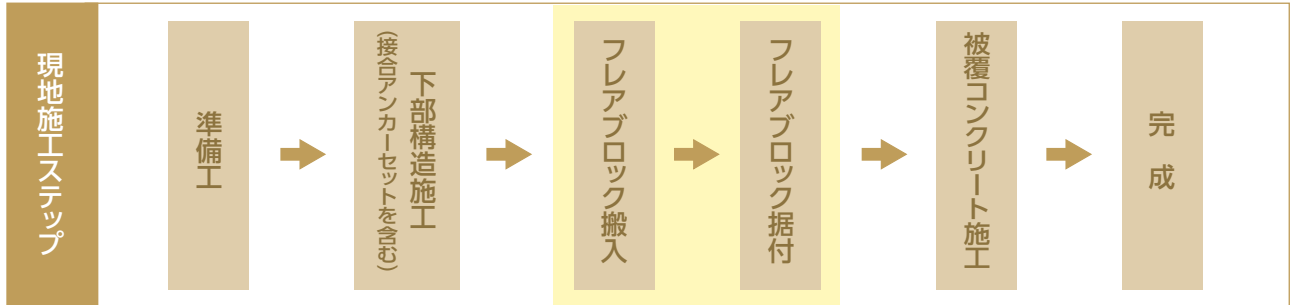 現地施工ステップ
準備工
下部構造施工
(接合アンカーセットを含む)
フレアブロック搬入
フレアブロック据付
被覆コンクリート施工
完成